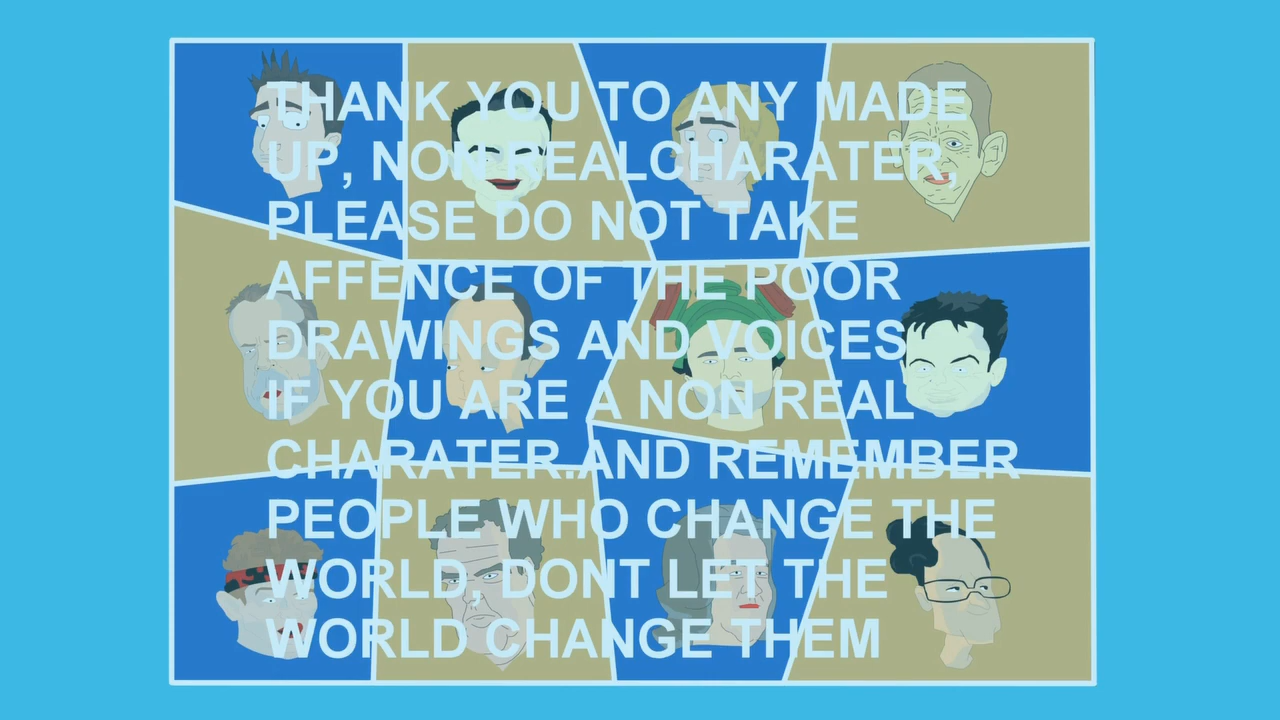 THANK YOU TO ANY MADE
UP, NON REALCHARATER,
PLEASE DO NOT TAKE
AFFENCE OF THE POOR
DRAWINGS AND VOICES
IF YOU ARE A NON REAL
CHARATER.AND REMEMBER
PEOPLE WHO CHANGE THE
WORLD, DONT LET THE
WORLD CHANGE THEM